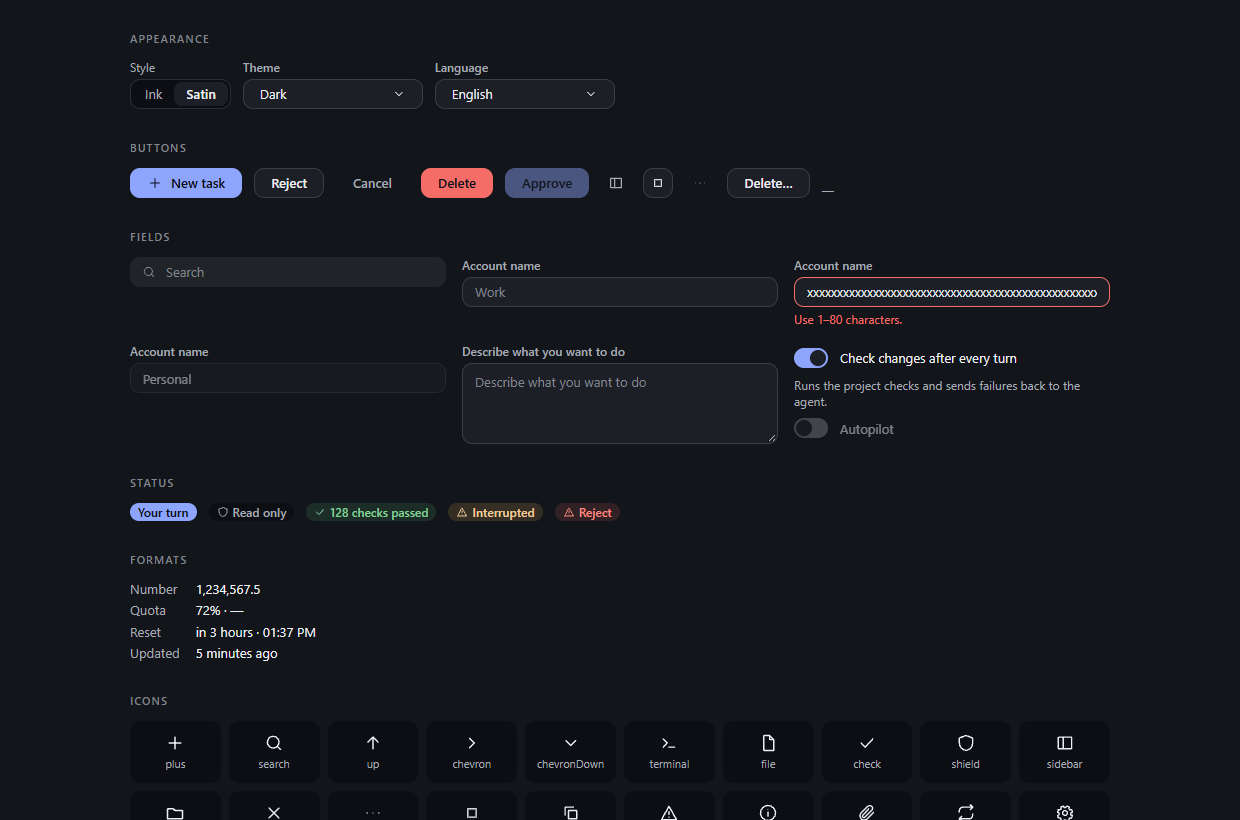 APPEARANCE
Style Theme Language
Ink Satin Dark English
BUTTONS
New task Reject Cancel Delete Approve Delete...
FIELDS
Search
Account name
Work
Account name
Use 1–80 characters.
Account name
Personal
Describe what you want to do
Describe what you want to do
Check changes after every turn
Runs the project checks and sends failures back to the
agent.
Autopilot
STATUS
Your turn Read only 128 checks passed Interrupted Reject
FORMATS
Number 1,234,567.5
Quota 72% · —
Reset in 3 hours · 01:37 PM
Updated 5 minutes ago
ICONS
plus search up chevron chevronDown terminal file check shield sidebar